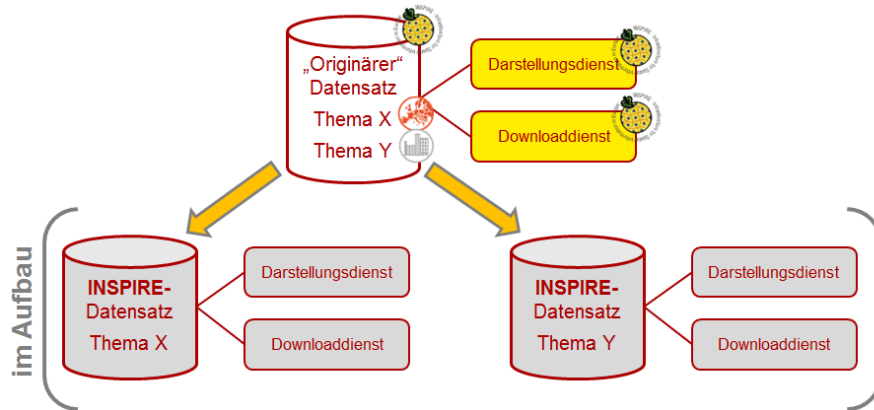 „Originärer“
Datensatz
Thema X
Thema Y
Darstellungsdienst
Downloaddienst
im Aufbau
INSPIRE-
Datensatz
Thema X
Darstellungsdienst
Downloaddienst
INSPIRE-
Datensatz
Thema Y
Darstellungsdienst
Downloaddienst